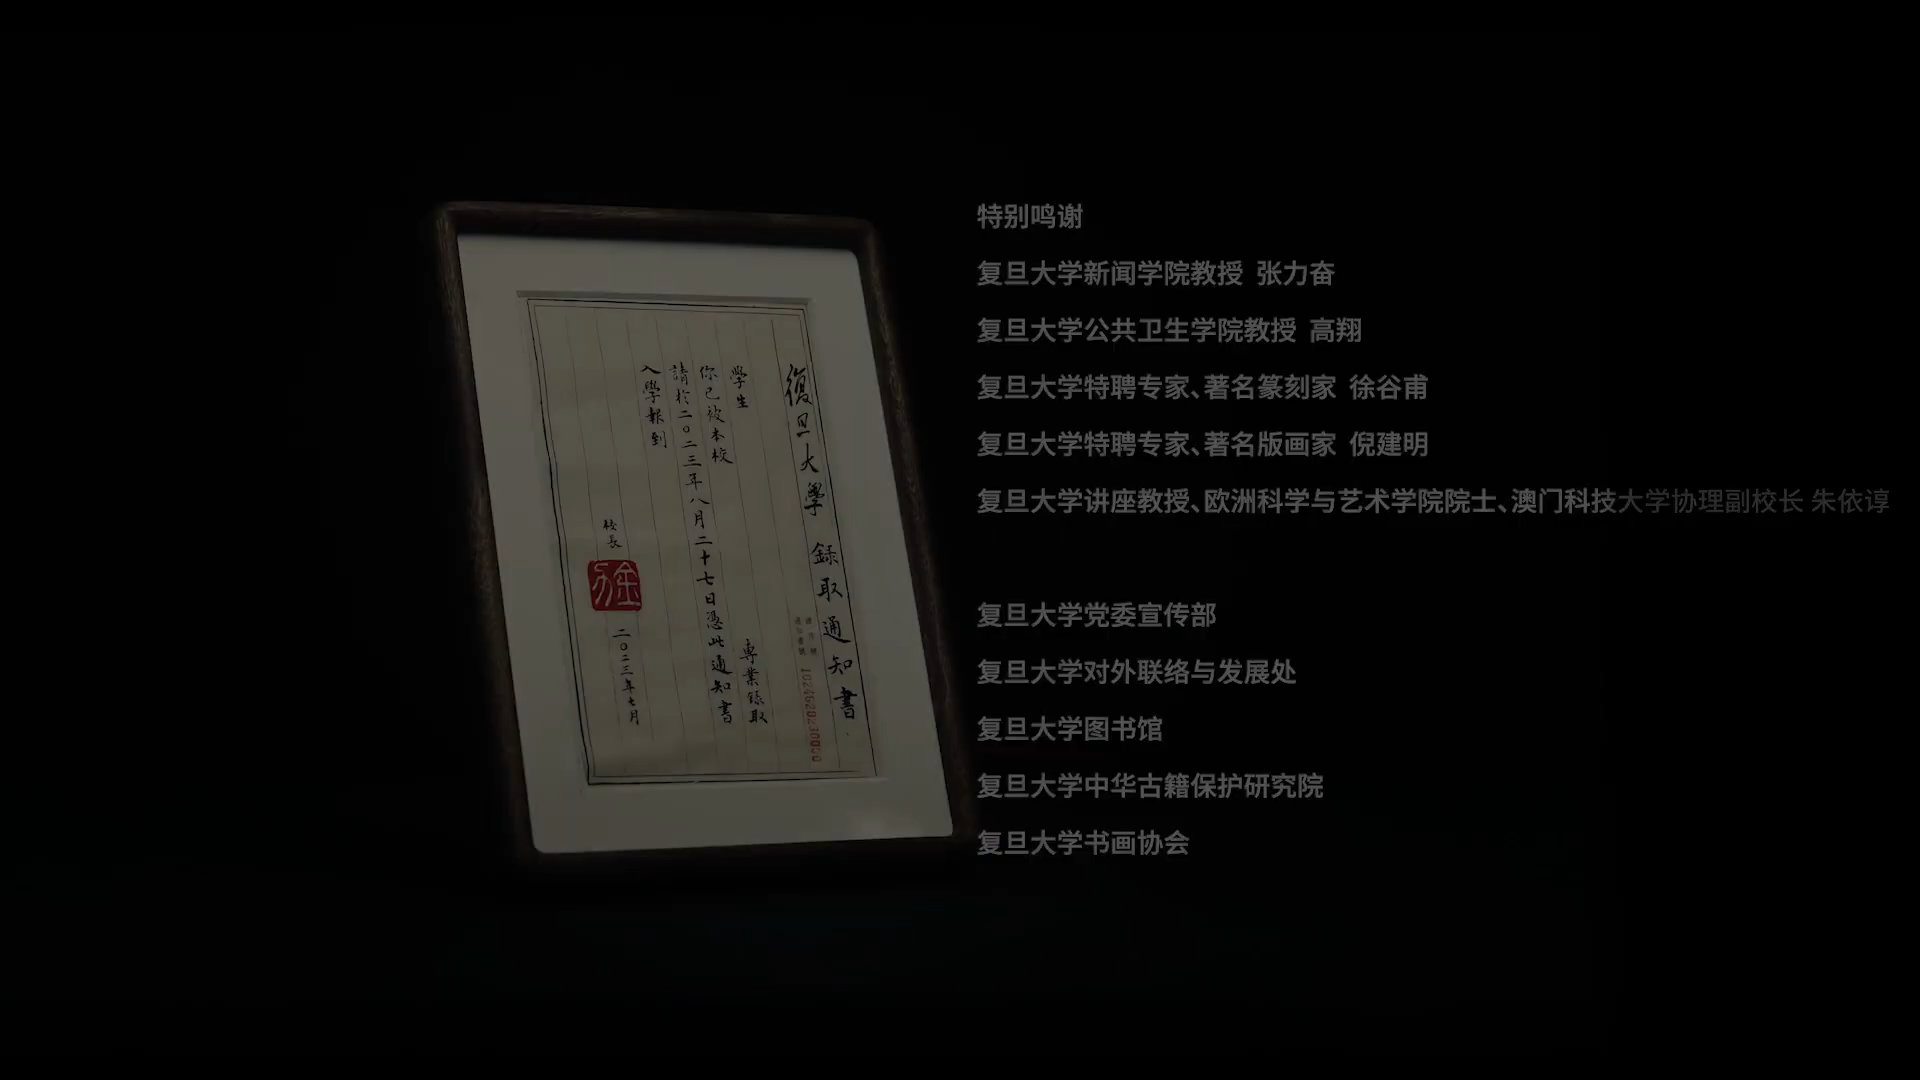 復旦大學 錄取通知書
1024620230000
學生
專業錄取
你已被本校
請於二〇二三年八月二十七日憑此通知書
入學報到
校長
二〇二三年七月
特别鸣谢
复旦大学新闻学院教授 张力奋
复旦大学公共卫生学院教授 高翔
复旦大学特聘专家、著名篆刻家 徐谷甫
复旦大学特聘专家、著名版画家 倪建明
复旦大学讲座教授、欧洲科学与艺术学院院士、澳门科技大学协理副校长 朱依谆
复旦大学党委宣传部
复旦大学对外联络与发展处
复旦大学图书馆
复旦大学中华古籍保护研究院
复旦大学书画协会